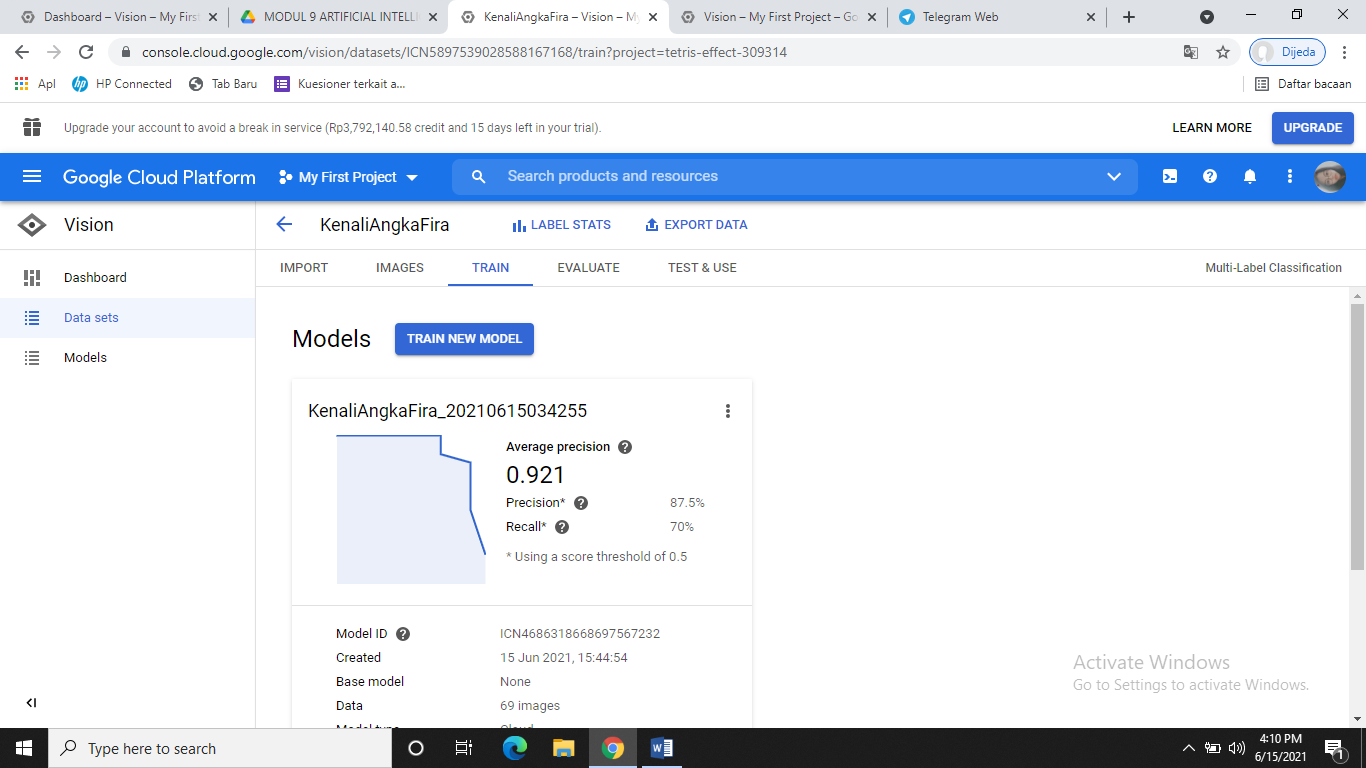 Dashboard – Vision – My First
MODUL 9 ARTIFICIAL INTELLI
KenaliAngkaFira – Vision – My
Vision – My First Project – Go
Telegram Web
console.cloud.google.com/vision/datasets/ICN5897539028588167168/train?project=tetris-effect-309314
Dijeda
Apl
HP Connected
Tab Baru
Kuesioner terkait a...
Daftar bacaan
Upgrade your account to avoid a break in service (Rp3,792,140.58 credit and 15 days left in your trial).
LEARN MORE
UPGRADE
Google Cloud Platform
My First Project
Search products and resources
Vision
KenaliAngkaFira
LABEL STATS
EXPORT DATA
IMPORT
IMAGES
TRAIN
EVALUATE
TEST & USE
Multi-Label Classification
Dashboard
Data sets
Models
Models
TRAIN NEW MODEL
KenaliAngkaFira_20210615034255
Average precision
0.921
Precision* 87.5%
Recall* 70%
* Using a score threshold of 0.5
Model ID ICN4686318668697567232
Created 15 Jun 2021, 15:44:54
Base model None
Data 69 images
Model type Cloud
Activate Windows
Go to Settings to activate Windows.
Type here to search
4:10 PM
6/15/2021
1